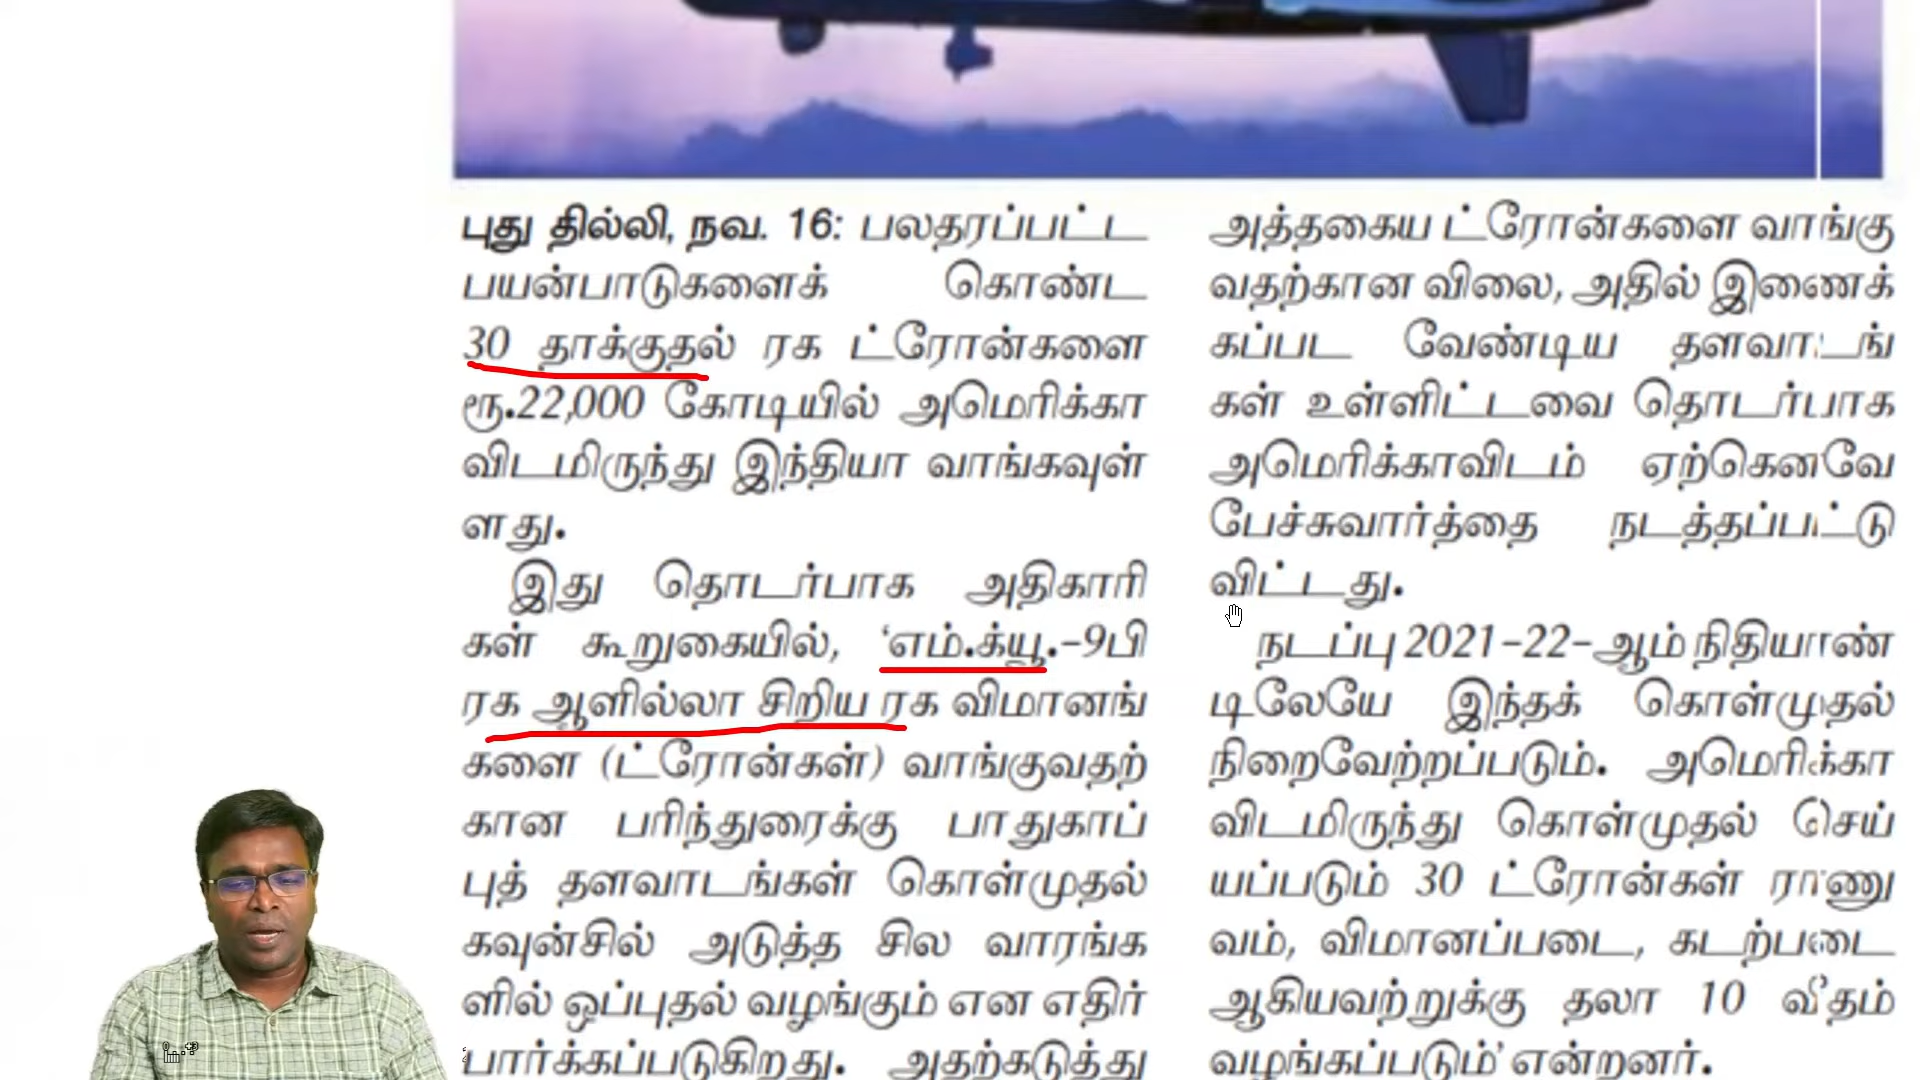 புது தில்லி, நவ. 16: பலதரப்பட்ட
பயன்பாடுகளைக் கொண்ட
30 தாக்குதல் ரக ட்ரோன்களை
ரூ.22,000 கோடியில் அமெரிக்கா
விடமிருந்து இந்தியா வாங்கவுள்
ளது.
இது தொடர்பாக அதிகாரி
கள் கூறுகையில், ‘எம்.க்யூ.-9பி
ரக ஆளில்லா சிறிய ரக விமானங்
களை (ட்ரோன்கள்) வாங்குவதற்
கான பரிந்துரைக்கு பாதுகாப்
புத் தளவாடங்கள் கொள்முதல்
கவுன்சில் அடுத்த சில வாரங்க
ளில் ஒப்புதல் வழங்கும் என எதிர்
பார்க்கப்படுகிறது. அதற்கடுத்து
அத்தகைய ட்ரோன்களை வாங்கு
வதற்கான விலை, அதில் இணைக்
கப்பட வேண்டிய தளவாடங்
கள் உள்ளிட்டவை தொடர்பாக
அமெரிக்காவிடம் ஏற்கெனவே
பேச்சுவார்த்தை நடத்தப்பட்டு
விட்டது.
நடப்பு 2021-22-ஆம் நிதியாண்
டிலேயே இந்தக் கொள்முதல்
நிறைவேற்றப்படும். அமெரிக்கா
விடமிருந்து கொள்முதல் செய்
யப்படும் 30 ட்ரோன்கள் ராணு
வம், விமானப்படை, கடற்படை
ஆகியவற்றுக்கு தலா 10 வீதம்
வழங்கப்படும்’ என்றனர்.